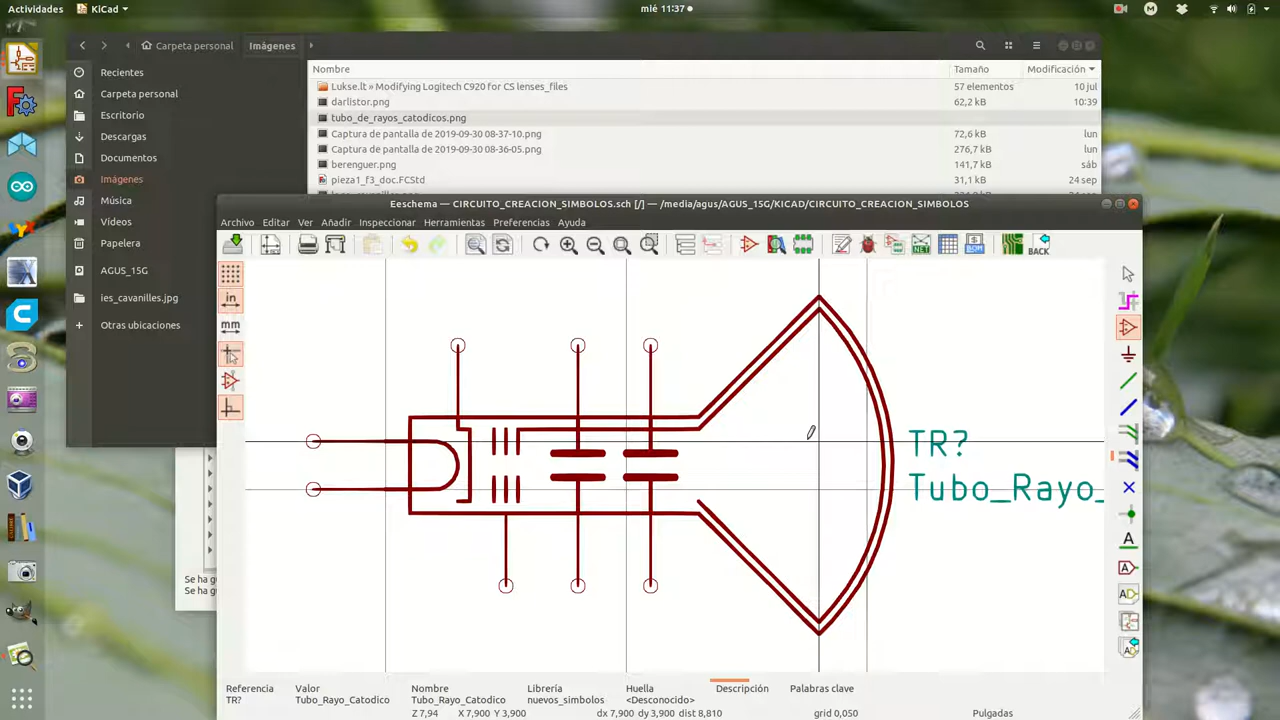 Actividades
KiCad
mié 11:37
Carpeta personal
Imágenes
Recientes
Carpeta personal
Escritorio
Descargas
Documentos
Imágenes
Música
Vídeos
Papelera
AGUS_15G
ies_cavanilles.jpg
Otras ubicaciones
Nombre Tamaño Modificación
Lukse.lt » Modifying Logitech C920 for CS lenses_files 57 elementos 10 jul
darlistor.png 62,2 kB 10:39
tubo_de_rayos_catodicos.png
Captura de pantalla de 2019-09-30 08-37-10.png 72,6 kB lun
Captura de pantalla de 2019-09-30 08-36-05.png 276,7 kB lun
berenguer.png 141,7 kB sáb
pieza1_f3_doc.FCStd 31,1 kB 24 sep
Eeschema — CIRCUITO_CREACION_SIMBOLOS.sch [/] — /media/agus/AGUS_15G/KICAD/CIRCUITO_CREACION_SIMBOLOS
Archivo Editar Ver Añadir Inspeccionar Herramientas Preferencias Ayuda
NET
BOM
BACK
in
mm
TR?
Tubo_Rayo_
A
Se ha g
Se ha g
Referencia Valor Nombre Librería Huella Descripción Palabras clave
TR? Tubo_Rayo_Catodico Tubo_Rayo_Catodico nuevos_simbolos <Desconocido>
Z 7,94 X 7,900 Y 3,900 dx 7,900 dy 3,900 dist 8,810 grid 0,050 Pulgadas